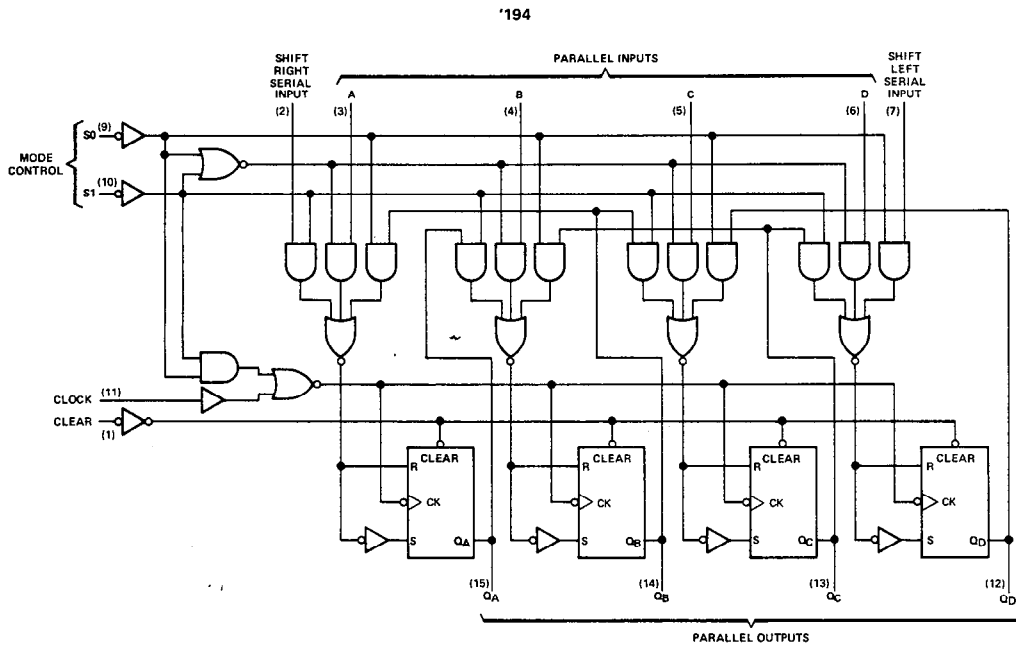 '194
SHIFT
RIGHT
SERIAL
INPUT
(2)
PARALLEL INPUTS
A
(3)
B
(4)
C
(5)
D
(6)
SHIFT
LEFT
SERIAL
INPUT
(7)
MODE
CONTROL
S0 (9)
S1 (10)
CLOCK (11)
CLEAR (1)
CLEAR
R
CK
S
QA
CLEAR
R
CK
S
QB
CLEAR
R
CK
S
QC
CLEAR
R
CK
S
QD
(15)
QA
(14)
QB
(13)
QC
(12)
QD
PARALLEL OUTPUTS